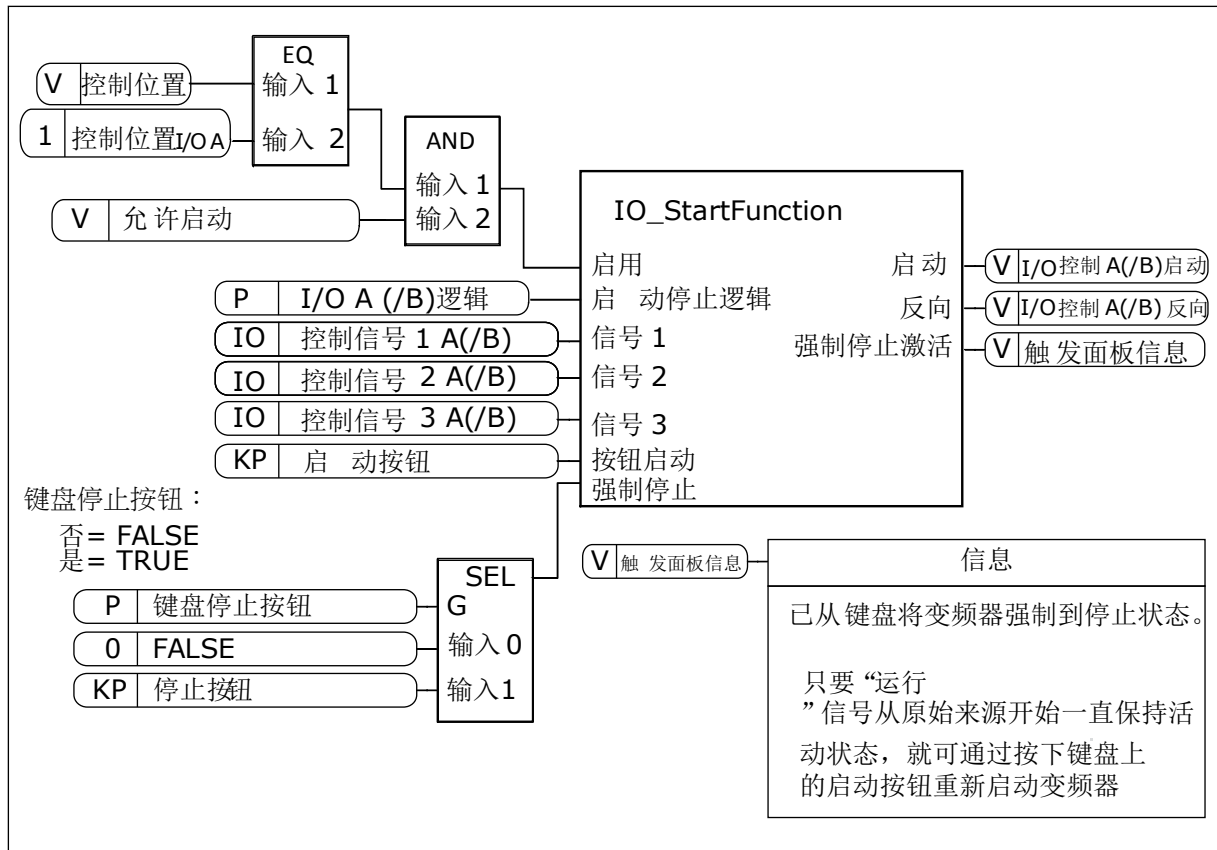 EQ
V 控制位置 输入 1
1 控制位置I/O A 输入 2
AND
输入 1
V 允许启动 输入 2
IO_StartFunction
启用
P I/O A (/B)逻辑 启 动停止逻辑
IO 控制信号 1 A(/B) 信号 1
IO 控制信号 2 A(/B) 信号 2
IO 控制信号 3 A(/B) 信号 3
KP 启 动按钮 按钮启动
强制停止
启动 V I/O控制 A(/B)启动
反向 V I/O控制 A(/B) 反向
强制停止激活 V 触 发面板信息
键盘停止按钮：
否= FALSE
是= TRUE
SEL
P 键盘停止按钮 G
0 FALSE 输入 0
KP 停止按钮 输入1
V 触 发面板信息
信息
已从键盘将变频器强制到停止状态。
只要“运行
”信号从原始来源开始一直保持活
动状态，就可通过按下键盘上
的启动按钮重新启动变频器